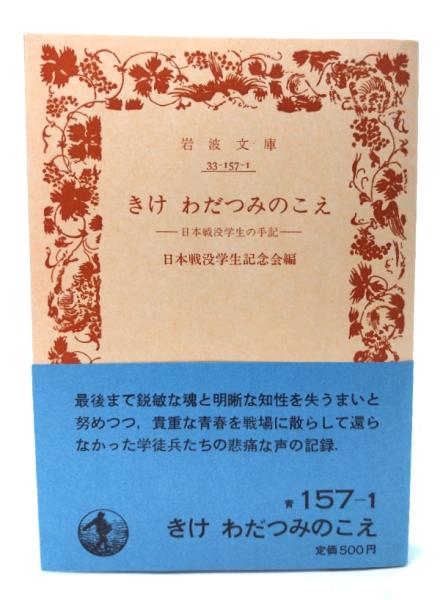 岩波文庫
33-157-1
きけ わだつみのこえ
——日本戦没学生の手記——
日本戦没学生記念会編
最後まで鋭敏な魂と明晰な知性を失うまいと
努めつつ，貴重な青春を戦場に散らして還ら
なかった学徒兵たちの悲痛な声の記録．
青 157-1
きけ わだつみのこえ
定価500円